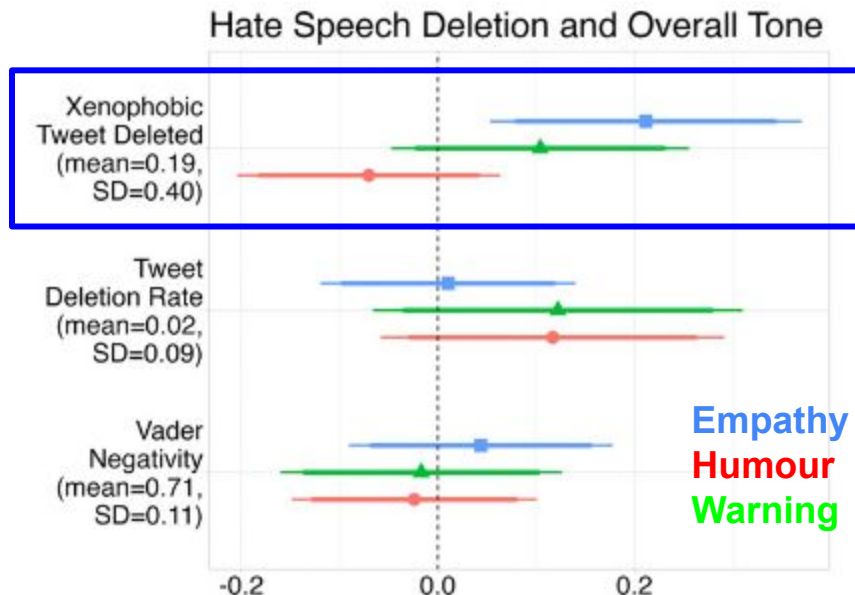 Hate Speech Deletion and Overall Tone
Xenophobic
Tweet Deleted
(mean=0.19,
SD=0.40)
Tweet
Deletion Rate
(mean=0.02,
SD=0.09)
Vader
Negativity
(mean=0.71,
SD=0.11)
Empathy
Humour
Warning
-0.2 0.0 0.2